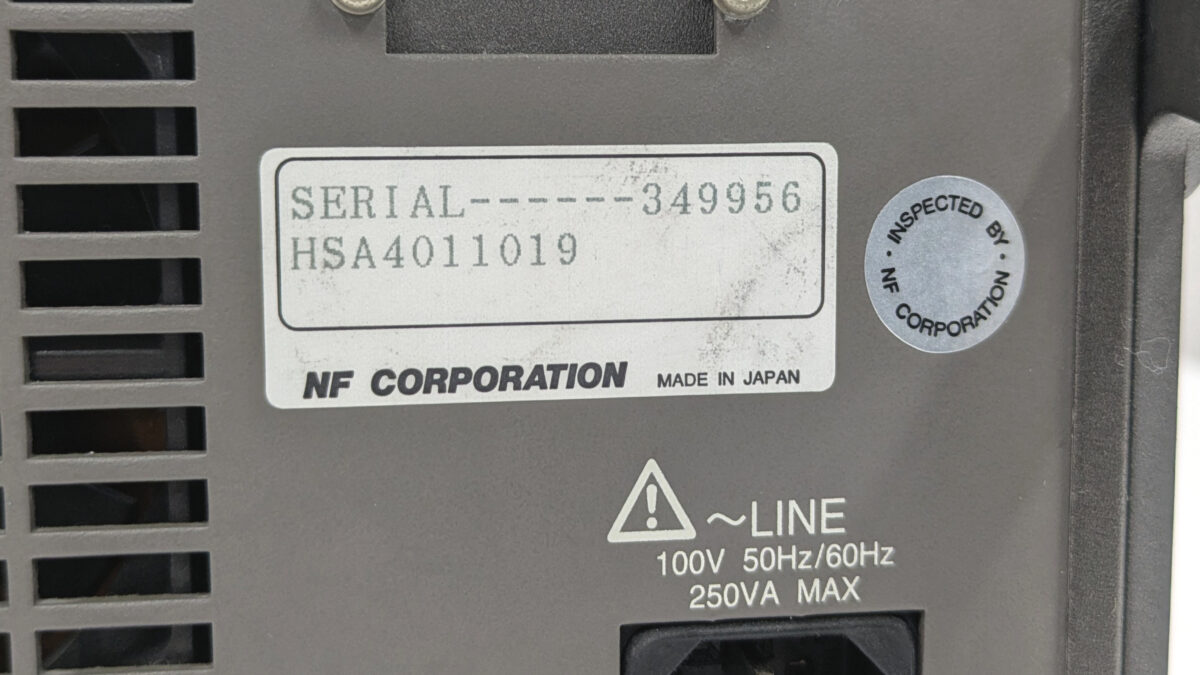 SERIAL------349956
HSA4011019
NF CORPORATION MADE IN JAPAN
· INSPECTED BY ·
NF CORPORATION
~LINE
100V 50Hz/60Hz
250VA MAX